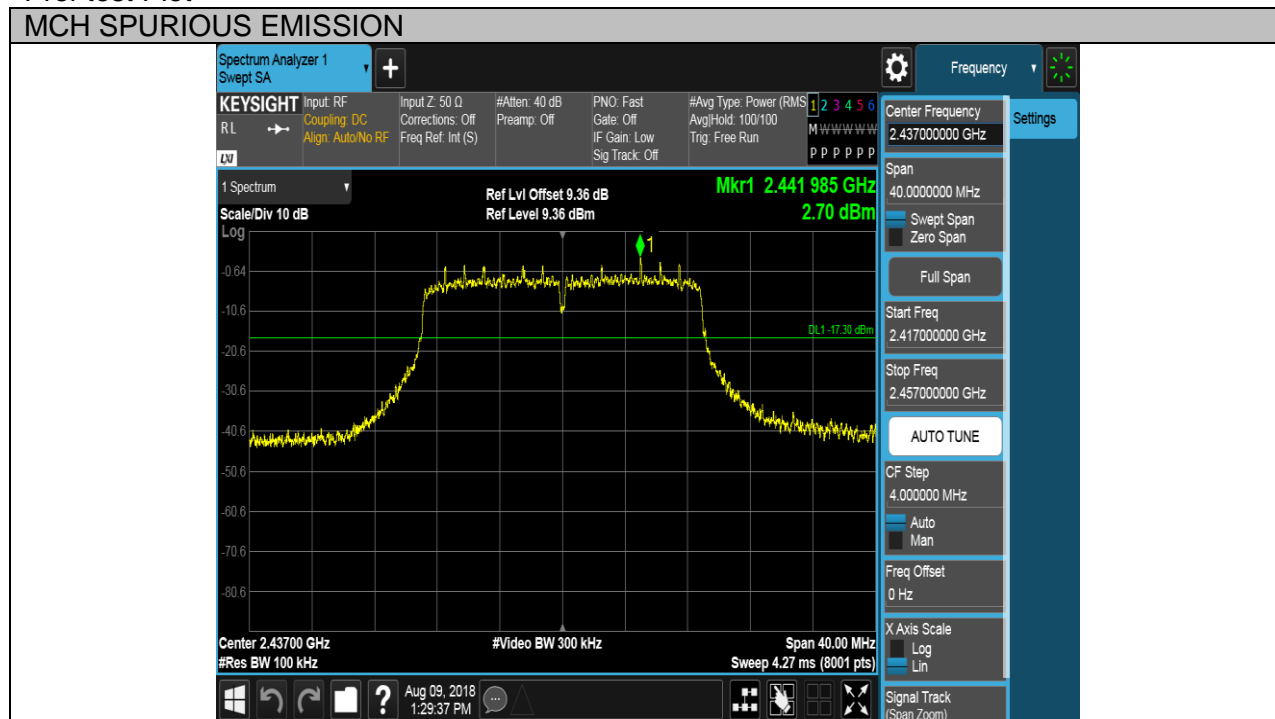 MCH SPURIOUS EMISSION
Spectrum Analyzer 1
Swept SA
+
Frequency
KEYSIGHT
RL
LXI
Input: RF
Coupling: DC
Align: Auto/No RF
Input Z: 50 Ω
Corrections: Off
Freq Ref: Int (S)
#Atten: 40 dB
Preamp: Off
PNO: Fast
Gate: Off
IF Gain: Low
Sig Track: Off
#Avg Type: Power (RMS
Avg|Hold: 100/100
Trig: Free Run
1 2 3 4 5 6
M W W W W W
P P P P P P
1 Spectrum
Scale/Div 10 dB
Log
Ref Lvl Offset 9.36 dB
Ref Level 9.36 dBm
Mkr1 2.441 985 GHz
2.70 dBm
1
-0.64
-10.6
DL1 -17.30 dBm
-20.6
-30.6
-40.6
-50.6
-60.6
-70.6
-80.6
Center 2.43700 GHz
#Video BW 300 kHz
Span 40.00 MHz
#Res BW 100 kHz
Sweep 4.27 ms (8001 pts)
?
Aug 09, 2018
1:29:37 PM
Center Frequency
2.437000000 GHz
Settings
Span
40.0000000 MHz
Swept Span
Zero Span
Full Span
Start Freq
2.417000000 GHz
Stop Freq
2.457000000 GHz
AUTO TUNE
CF Step
4.000000 MHz
Auto
Man
Freq Offset
0 Hz
X Axis Scale
Log
Lin
Signal Track
(Span Zoom)